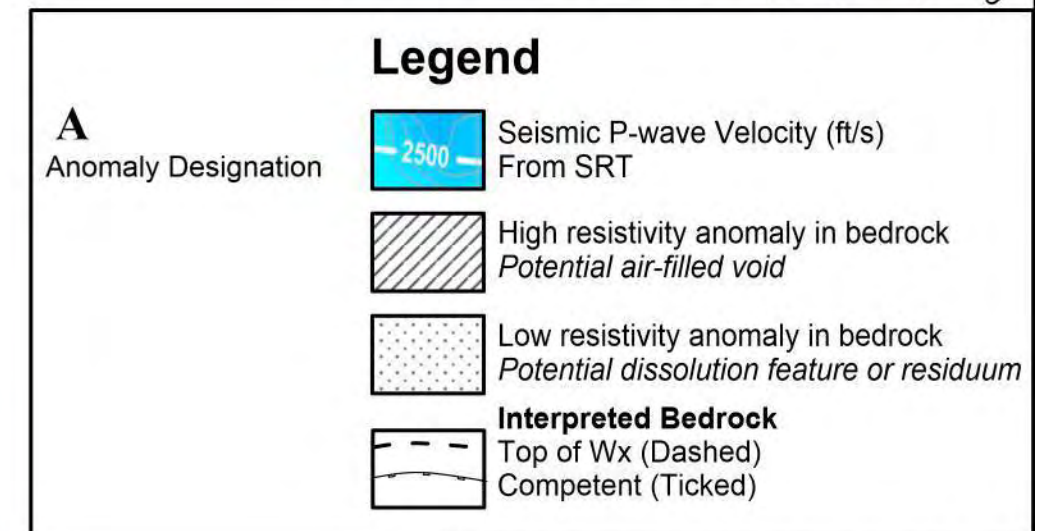 Legend
A
Anomaly Designation
2500
Seismic P-wave Velocity (ft/s)
From SRT
High resistivity anomaly in bedrock
Potential air-filled void
Low resistivity anomaly in bedrock
Potential dissolution feature or residuum
Interpreted Bedrock
Top of Wx (Dashed)
Competent (Ticked)